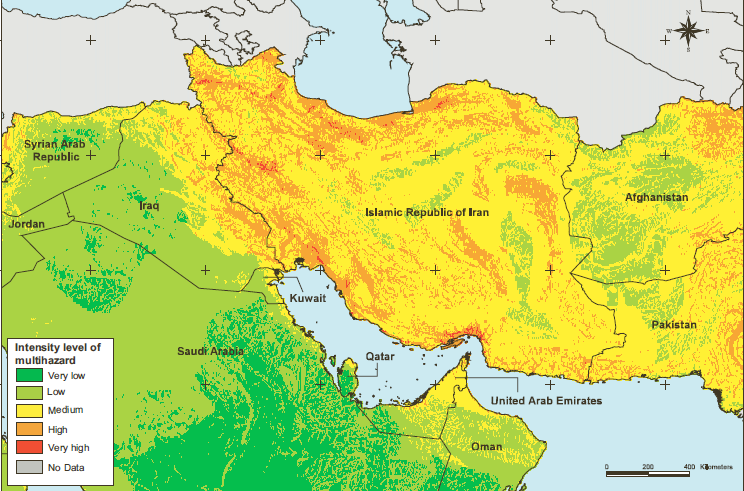 N
W
E
S
Syrian Arab
Republic
Iraq
Jordan
Islamic Republic of Iran
Afghanistan
Kuwait
Pakistan
Saudi Arabia
Qatar
United Arab Emirates
Oman
Intensity level of
multihazard
Very low
Low
Medium
High
Very high
No Data
0 200 400 Kilometers